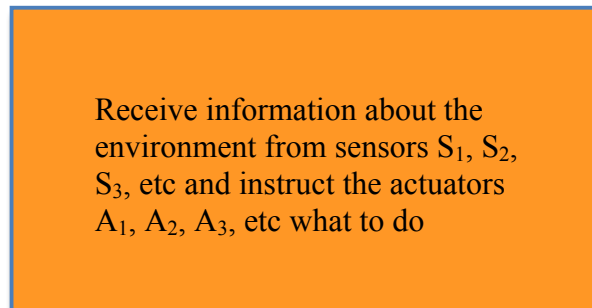 Receive information about the
environment from sensors S₁, S₂,
S₃, etc and instruct the actuators
A₁, A₂, A₃, etc what to do